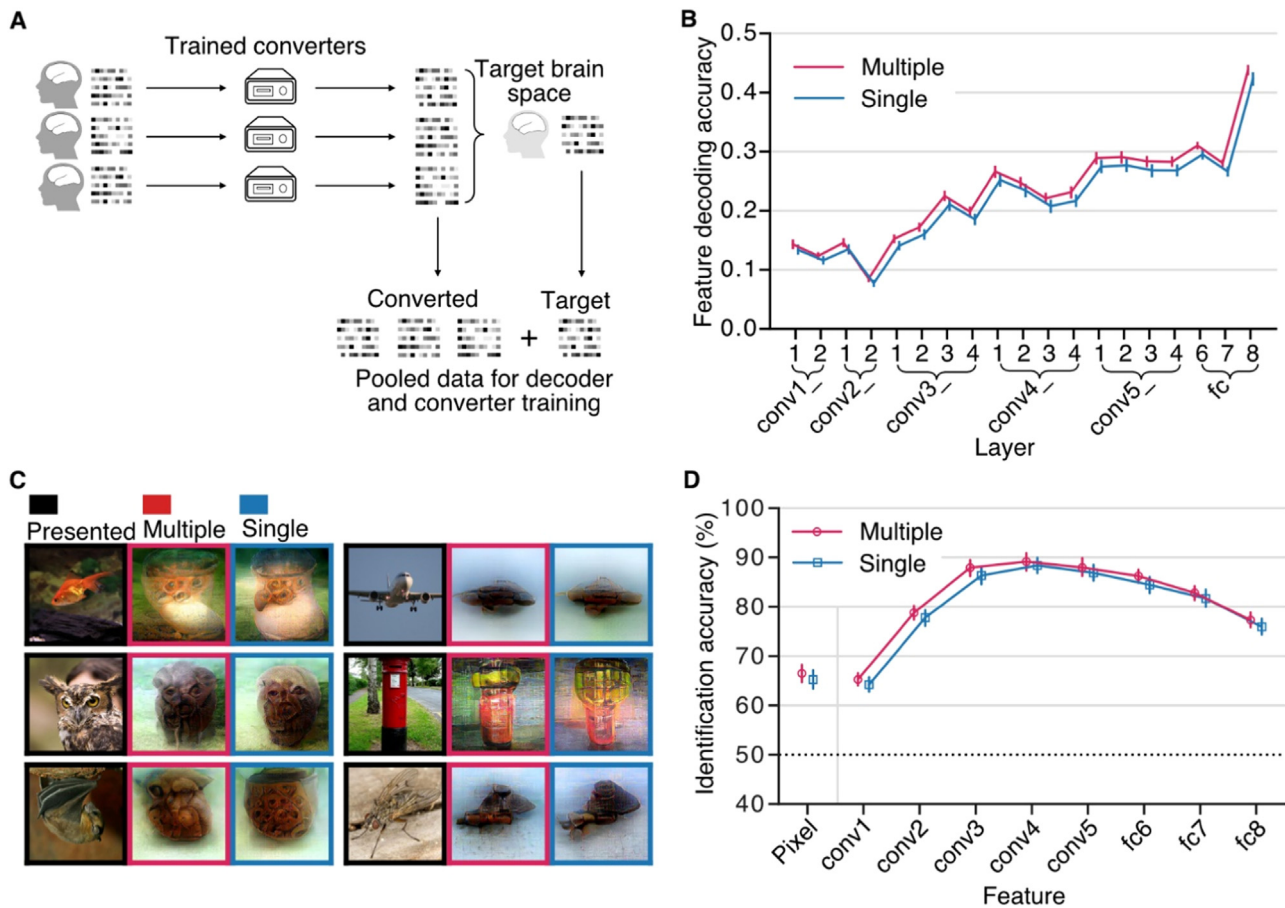 A
Trained converters
Target brain
space
Converted
+
Target
Pooled data for decoder
and converter training
B
Feature decoding accuracy
0.5
0.4
0.3
0.2
0.1
0.0
Multiple
Single
1 2 1 2 1 2 3 4 1 2 3 4 1 2 3 4 6 7 8
conv1_ conv2_ conv3_ conv4_ conv5_ fc
Layer
C
Presented Multiple Single
D
Identification accuracy (%)
100
90
80
70
60
50
40
Multiple
Single
Pixel conv1 conv2 conv3 conv4 conv5 fc6 fc7 fc8
Feature